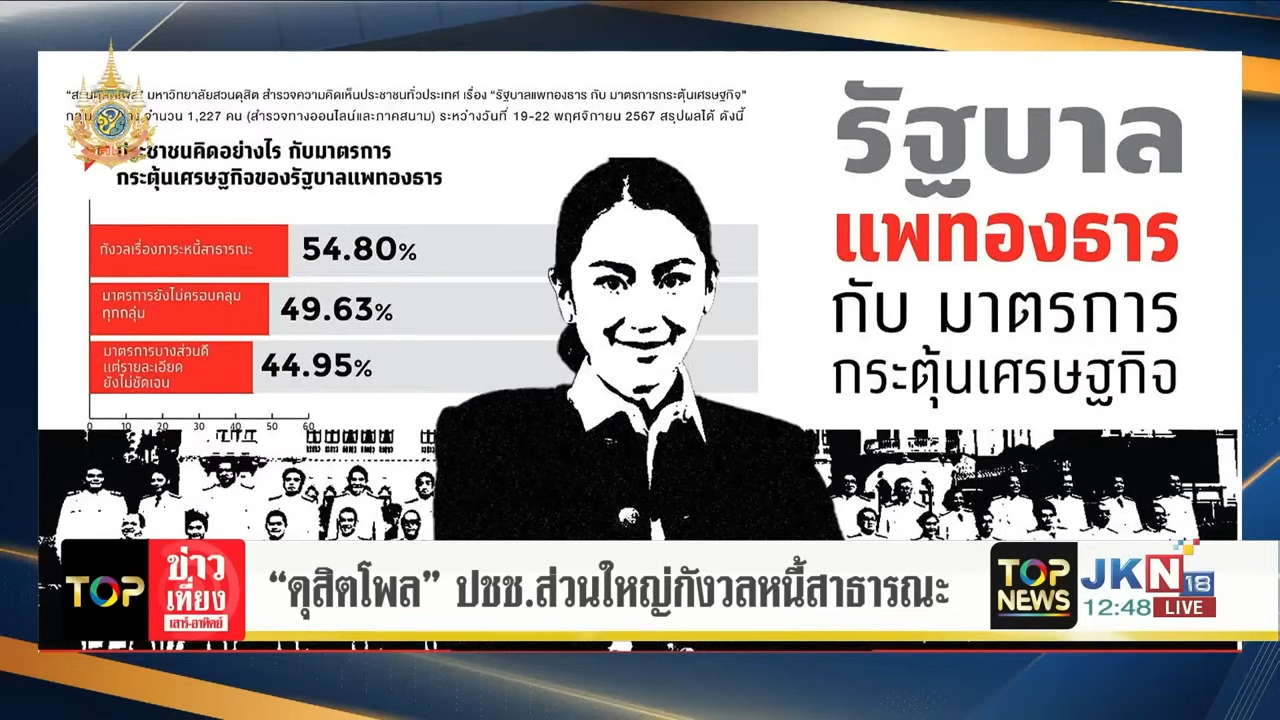 มหาวิทยาลัยสวนดุสิต สำรวจความคิดเห็นประชาชนทั่วประเทศ เรื่อง "รัฐบาลแพทองธาร กับ มาตรการกระตุ้นเศรษฐกิจ"
จำนวน 1,227 คน (สำรวจทางออนไลน์และภาคสนาม) ระหว่างวันที่ 19-22 พฤศจิกายน 2567 สรุปผลได้ ดังนี้
ประชาชนคิดอย่างไร กับมาตรการ
กระตุ้นเศรษฐกิจของรัฐบาลแพทองธาร
กังวลเรื่องภาระหนี้สาธารณะ 54.80%
มาตรการยังไม่ครอบคลุม
ทุกกลุ่ม 49.63%
มาตรการบางส่วนดี
แต่รายละเอียด
ยังไม่ชัดเจน 44.95%
0 10 20 30 40 50 60
รัฐบาล
แพทองธาร
กับ มาตรการ
กระตุ้นเศรษฐกิจ
TOP
ข่าว
เที่ยง
เสาร์-อาทิตย์
“ดุสิตโพล” ปชช.ส่วนใหญ่กังวลหนี้สาธารณะ
TOP
NEWS
JKN
18
12:48 LIVE